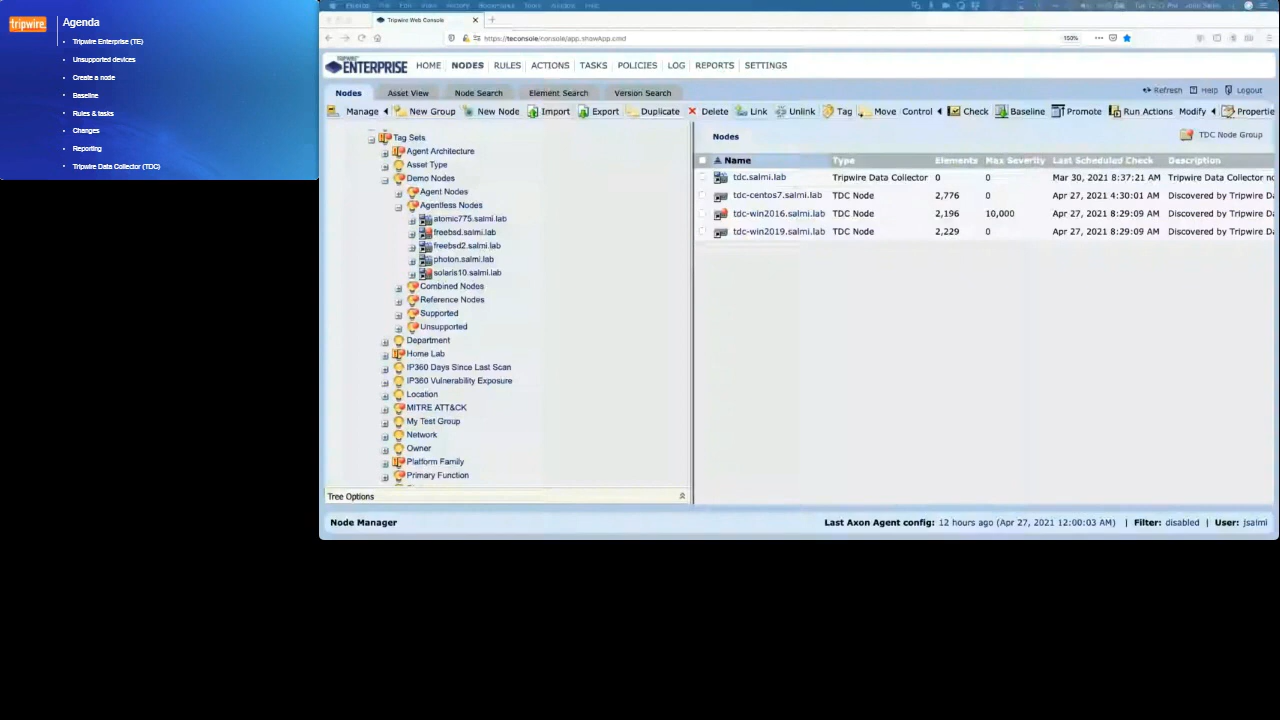 tripwire
Agenda
• Tripwire Enterprise (TE)
• Unsupported devices
• Create a node
• Baseline
• Rules & tasks
• Changes
• Reporting
• Tripwire Data Collector (TDC)
Tripwire Web Console
https://teconsole/console/app.showApp.cmd
150%
TRIPWIRE ENTERPRISE HOME NODES RULES ACTIONS TASKS POLICIES LOG REPORTS SETTINGS
Nodes Asset View Node Search Element Search Version Search Refresh Help Logout
Manage New Group New Node Import Export Duplicate Delete Link Unlink Tag Move Control Check Baseline Promote Run Actions Modify Propertie
Tag Sets
Agent Architecture
Asset Type
Demo Nodes
Agent Nodes
Agentless Nodes
atomic775.salmi.lab
freebsd.salmi.lab
freebsd2.salmi.lab
photon.salmi.lab
solaris10.salmi.lab
Combined Nodes
Reference Nodes
Supported
Unsupported
Department
Home Lab
IP360 Days Since Last Scan
IP360 Vulnerability Exposure
Location
MITRE ATT&CK
My Test Group
Network
Owner
Platform Family
Primary Function
Tree Options
Nodes TDC Node Group
Name Type Elements Max Severity Last Scheduled Check Description
tdc.salmi.lab Tripwire Data Collector 0 0 Mar 30, 2021 8:37:21 AM Tripwire Data Collector no
tdc-centos7.salmi.lab TDC Node 2,776 0 Apr 27, 2021 4:30:01 AM Discovered by Tripwire Da
tdc-win2016.salmi.lab TDC Node 2,196 10,000 Apr 27, 2021 8:29:09 AM Discovered by Tripwire Da
tdc-win2019.salmi.lab TDC Node 2,229 0 Apr 27, 2021 8:29:09 AM Discovered by Tripwire Da
Node Manager Last Axon Agent config: 12 hours ago (Apr 27, 2021 12:00:03 AM) | Filter: disabled | User: jsalmi